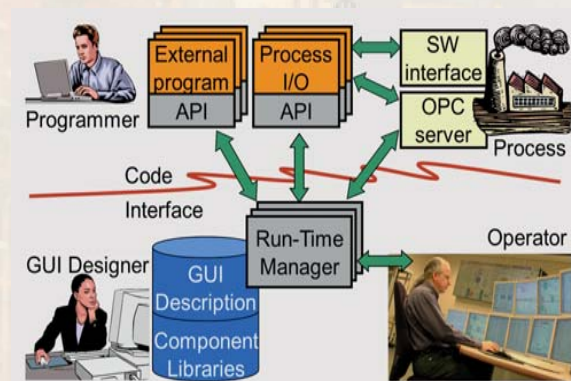 External
program
API
Process
I/O
API
SW
interface
OPC
server
Programmer
Process
Code
Interface
Run-Time
Manager
Operator
GUI Designer
GUI
Description
Component
Libraries